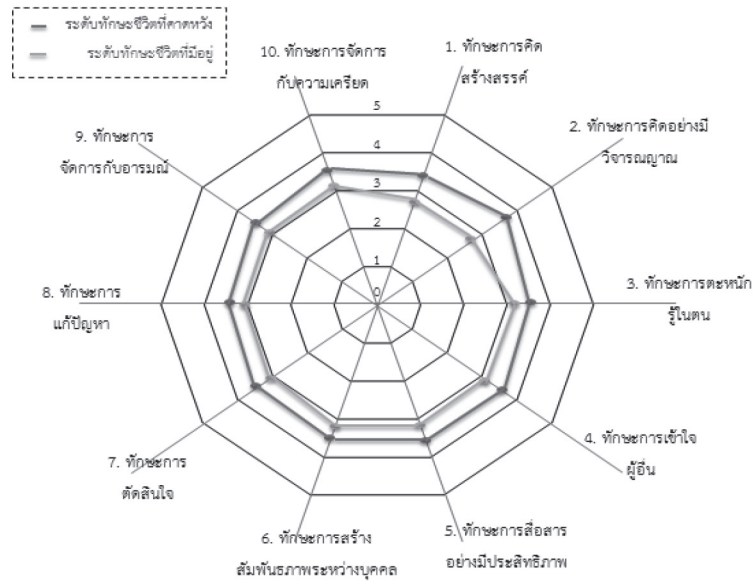 ระดับทักษะชีวิตที่คาดหวัง
ระดับทักษะชีวิตที่มีอยู่
1. ทักษะการคิด
สร้างสรรค์
2. ทักษะการคิดอย่างมี
วิจารณญาณ
3. ทักษะการตะหนัก
รู้ในตน
4. ทักษะการเข้าใจ
ผู้อื่น
5. ทักษะการสื่อสาร
อย่างมีประสิทธิภาพ
6. ทักษะการสร้าง
สัมพันธภาพระหว่างบุคคล
7. ทักษะการ
ตัดสินใจ
8. ทักษะการ
แก้ปัญหา
9. ทักษะการ
จัดการกับอารมณ์
10. ทักษะการจัดการ
กับความเครียด
5
4
3
2
1
0